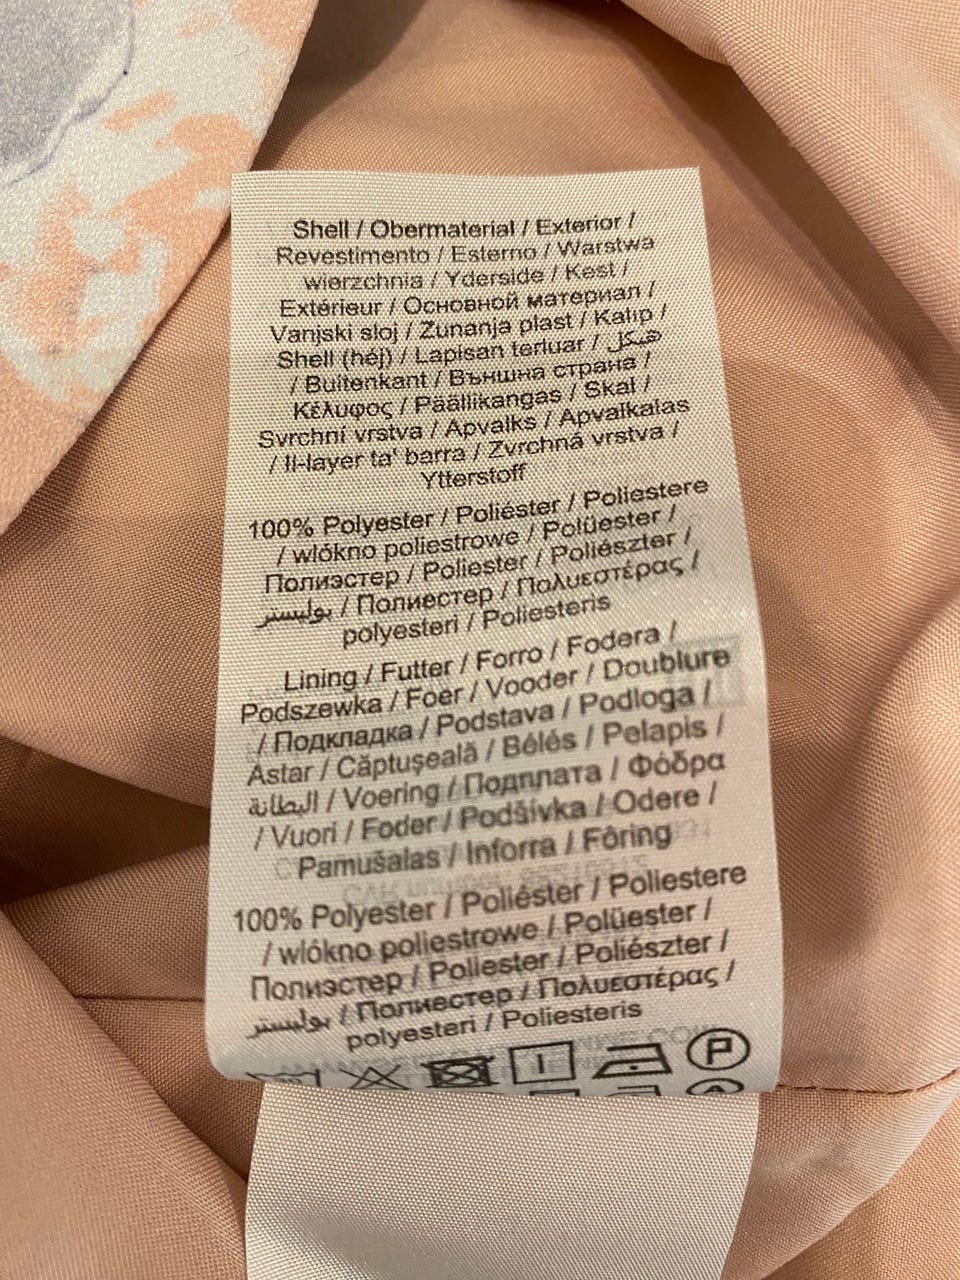 Shell / Obermaterial / Exterior /
Revestimento / Esterno / Warstwa
wierzchnia / Yderside / Kest /
Extérieur / Основной материал /
Vanjski sloj / Zunanja plast / Kalıp /
Shell (héj) / Lapisan terluar / هيكل
/ Buitenkant / Външна страна /
Κέλυφος / Päällikangas / Skal /
Svrchní vrstva / Apvalks / Apvalkalas
/ Il-layer ta' barra / Zvrchná vrstva /
Ytterstoff
100% Polyester / Poliéster / Poliestere
/ wlókno poliestrowe / Polüester /
Полиэстер / Poliester / Poliészter /
بوليستر / Полиестер / Πολυεστέρας /
polyesteri / Poliesteris
Lining / Futter / Forro / Fodera /
Podszewka / Foer / Vooder / Doublure
/ Подкладка / Podstava / Podloga /
Astar / Căptușeală / Bélés / Pelapis /
البطانة / Voering / Подплата / Φόδρα
/ Vuori / Foder / Podšívka / Odere /
Pamušalas / Inforra / Fôring
100% Polyester / Poliéster / Poliestere
/ wlókno poliestrowe / Polüester /
Полиэстер / Poliester / Poliészter /
بوليستر / Полиестер / Πολυεστέρας /
polyesteri / Poliesteris
P